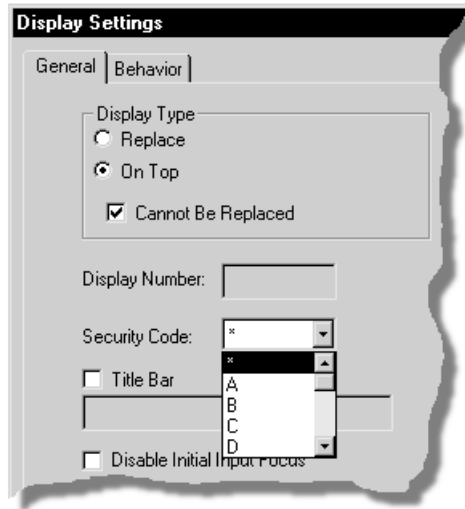 Display Settings
General Behavior
Display Type
Replace
On Top
Cannot Be Replaced
Display Number:
Security Code: *
*
Title Bar
A
B
C
D
Disable Initial Input Focus